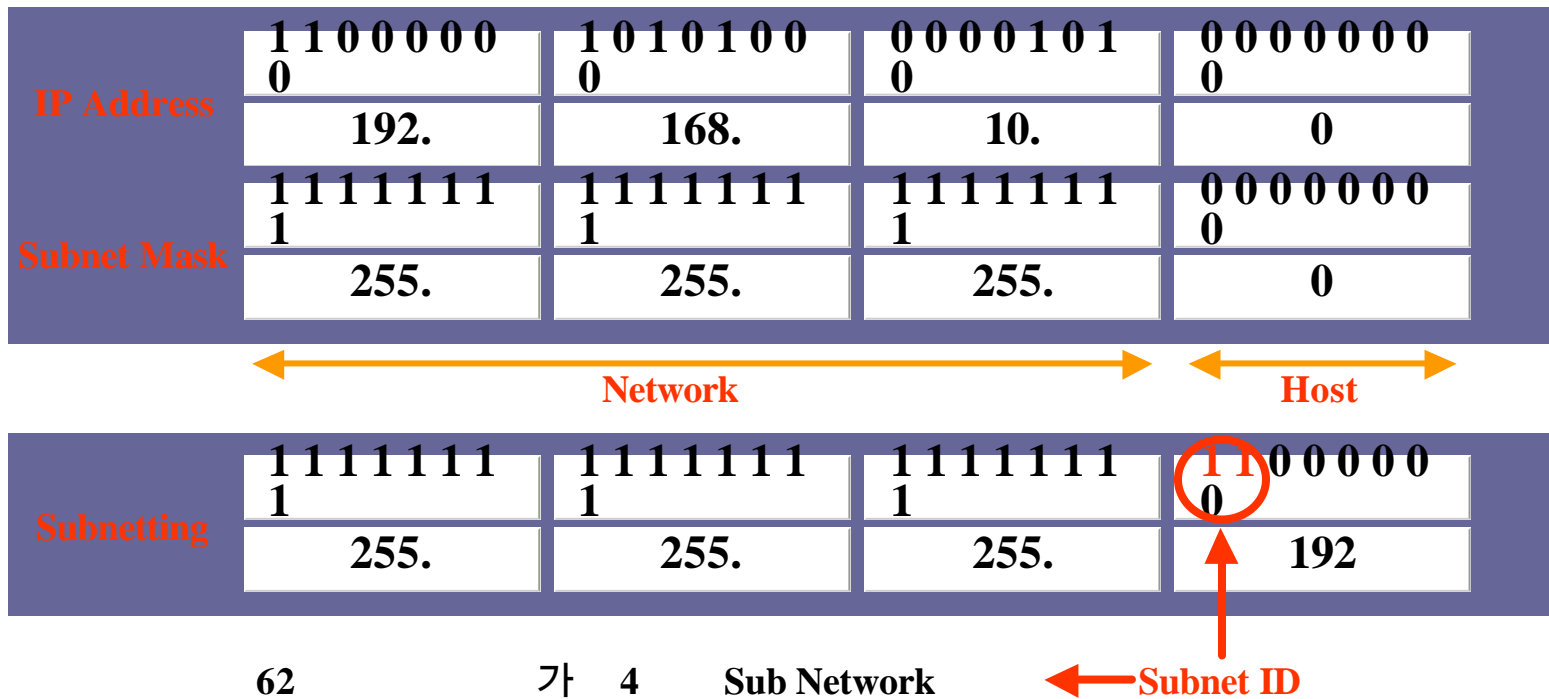 1 1 0 0 0 0 0 0
1 0 1 0 1 0 0 0
0 0 0 0 1 0 1 0
0 0 0 0 0 0 0 0
IP Address
192.
168.
10.
0
1 1 1 1 1 1 1 1
1 1 1 1 1 1 1 1
1 1 1 1 1 1 1 1
0 0 0 0 0 0 0 0
Subnet Mask
255.
255.
255.
0
Network
Host
1 1 1 1 1 1 1 1
1 1 1 1 1 1 1 1
1 1 1 1 1 1 1 1
1 1 0 0 0 0 0 0
Subnetting
255.
255.
255.
192
62 가 4 Sub Network
Subnet ID